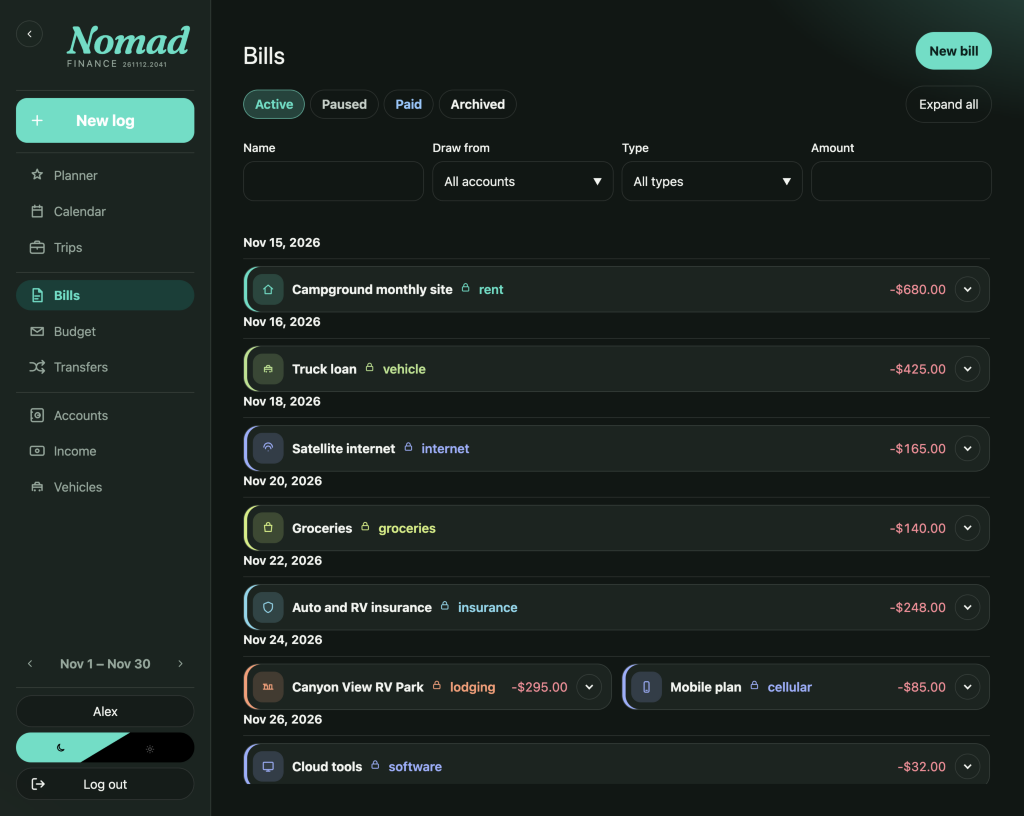 Nomad
FINANCE 261112.2041
New log
Planner
Calendar
Trips
Bills
Budget
Transfers
Accounts
Income
Vehicles
Nov 1 – Nov 30
Alex
Log out
Bills
New bill
Active Paused Paid Archived
Expand all
Name Draw from Type Amount
All accounts All types
Nov 15, 2026
Campground monthly site rent -$680.00
Nov 16, 2026
Truck loan vehicle -$425.00
Nov 18, 2026
Satellite internet internet -$165.00
Nov 20, 2026
Groceries groceries -$140.00
Nov 22, 2026
Auto and RV insurance insurance -$248.00
Nov 24, 2026
Canyon View RV Park lodging -$295.00 Mobile plan cellular -$85.00
Nov 26, 2026
Cloud tools software -$32.00